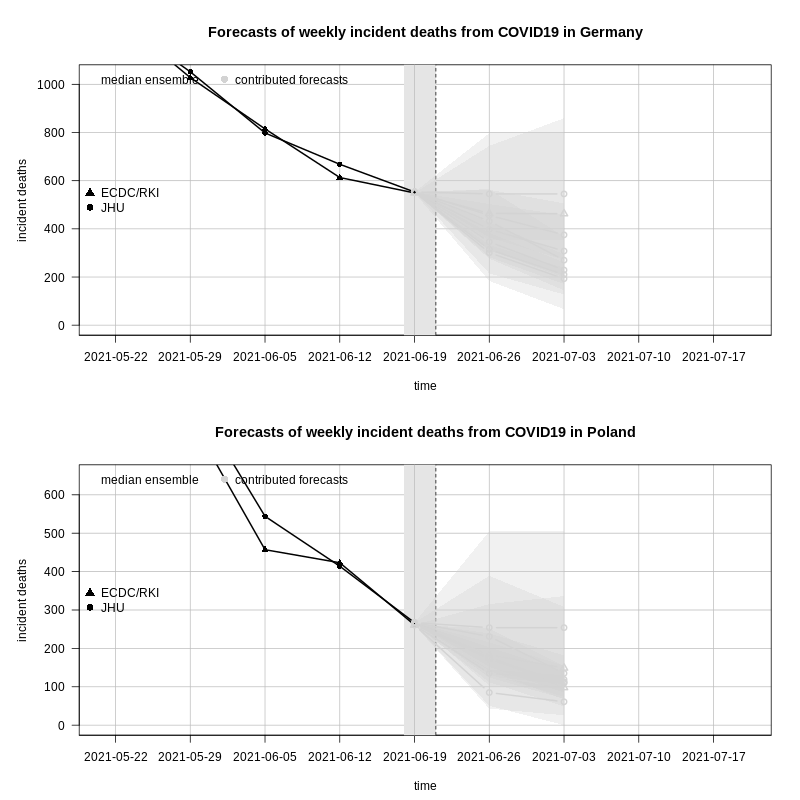 Forecasts of weekly incident deaths from COVID19 in Germany
median ensemble contributed forecasts
1000
800
600
400
200
0
incident deaths
ECDC/RKI
JHU
2021-05-22 2021-05-29 2021-06-05 2021-06-12 2021-06-19 2021-06-26 2021-07-03 2021-07-10 2021-07-17
time
Forecasts of weekly incident deaths from COVID19 in Poland
median ensemble contributed forecasts
600
500
400
300
200
100
0
incident deaths
ECDC/RKI
JHU
2021-05-22 2021-05-29 2021-06-05 2021-06-12 2021-06-19 2021-06-26 2021-07-03 2021-07-10 2021-07-17
time